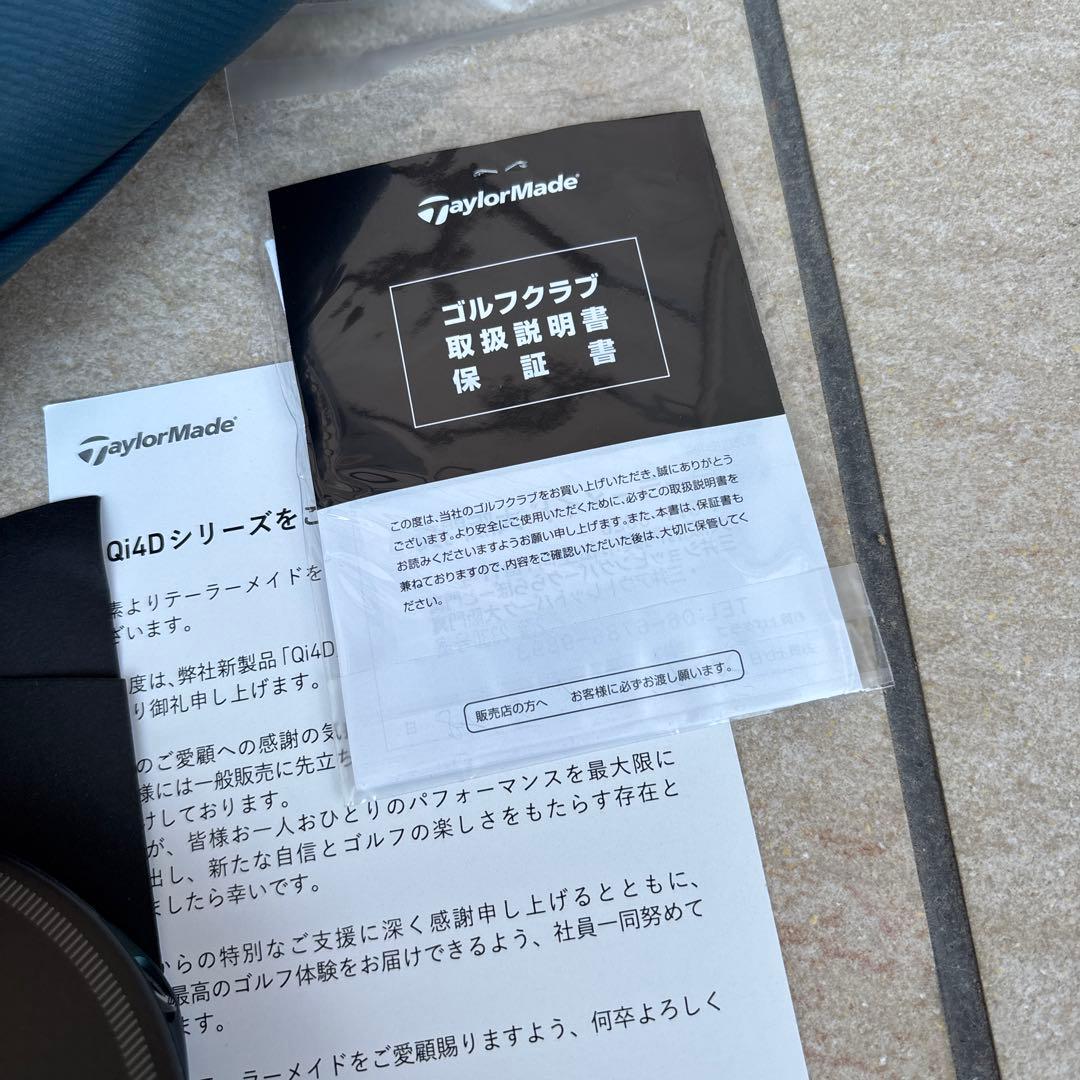 TaylorMade
ゴルフクラブ
取扱説明書
保証書
この度は、当社のゴルフクラブをお買い上げいただき、誠にありがとう
ございます。より安全にご使用いただくために、必ずこの取扱説明書を
お読みくださいますようお願い申し上げます。また、本書は、保証書も
兼ねておりますので、内容をご確認いただいた後は、大切に保管してく
ださい。
販売店の方へ お客様に必ずお渡し願います。
TaylorMade
Qi4Dシリーズをご
素よりテーラーメイドを
ざいます。
度は、弊社新製品「Qi4D
り御礼申し上げます。
のご愛顧への感謝の気
様には一般販売に先立ち
けしております。
が、皆様お一人おひとりのパフォーマンスを最大限に
出し、新たな自信とゴルフの楽しさをもたらす存在と
ましたら幸いです。
からの特別なご支援に深く感謝申し上げるとともに、
最高のゴルフ体験をお届けできるよう、社員一同努めて
ます。
テーラーメイドをご愛顧賜りますよう、何卒よろしく